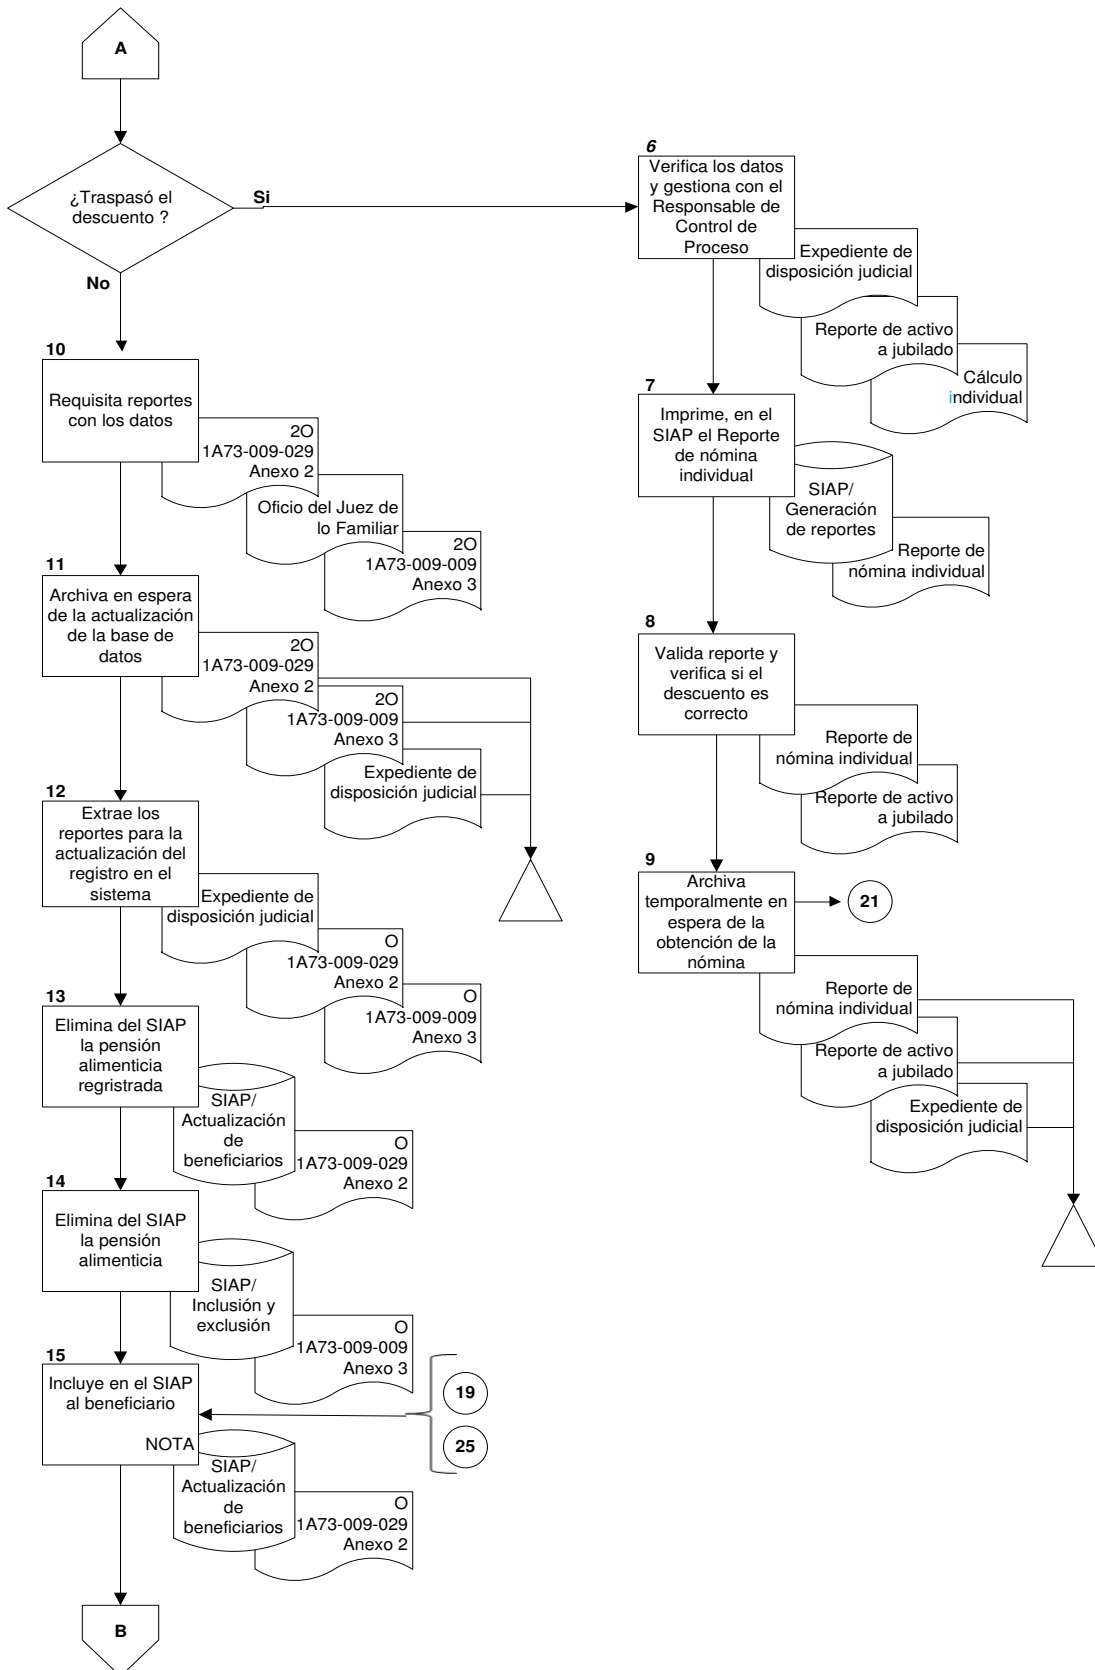 A
¿Traspasó el
descuento ?
Si
No
6
Verifica los datos
y gestiona con el
Responsable de
Control de
Proceso
Expediente de
disposición judicial
Reporte de activo
a jubilado
Cálculo
individual
7
Imprime, en el
SIAP el Reporte
de nómina
individual
SIAP/
Generación
de reportes
Reporte de
nómina individual
8
Valida reporte y
verifica si el
descuento es
correcto
Reporte de
nómina individual
Reporte de activo
a jubilado
9
Archiva
temporalmente en
espera de la
obtención de la
nómina
21
Reporte de
nómina individual
Reporte de activo
a jubilado
Expediente de
disposición judicial
10
Requisita reportes
con los datos
2O
1A73-009-029
Anexo 2
Oficio del Juez de
lo Familiar
2O
1A73-009-009
Anexo 3
11
Archiva en espera
de la actualización
de la base de
datos
2O
1A73-009-029
Anexo 2
2O
1A73-009-009
Anexo 3
Expediente de
disposición judicial
12
Extrae los
reportes para la
actualización del
registro en el
sistema
Expediente de
disposición judicial
O
1A73-009-029
Anexo 2
O
1A73-009-009
Anexo 3
13
Elimina del SIAP
la pensión
alimenticia
regristrada
SIAP/
Actualización
de
beneficiarios
O
1A73-009-029
Anexo 2
14
Elimina del SIAP
la pensión
alimenticia
SIAP/
Inclusión y
exclusión
O
1A73-009-009
Anexo 3
15
Incluye en el SIAP
al beneficiario
NOTA
19
25
SIAP/
Actualización
de
beneficiarios
O
1A73-009-029
Anexo 2
B